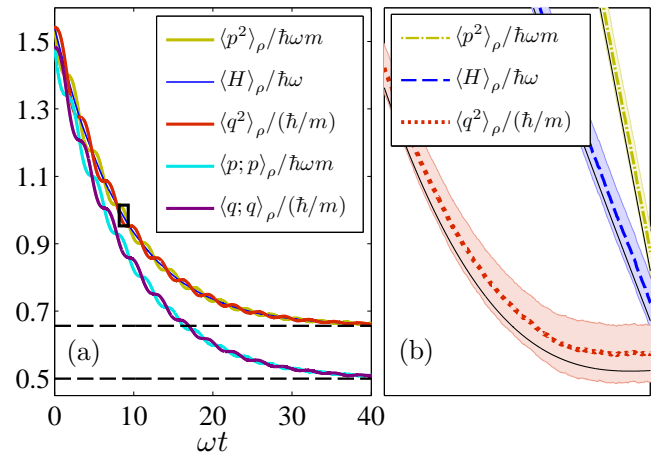 1.5
1.3
1.1
0.9
0.7
0.5
0 10 20 30 40
ωt
(a)
⟨p²⟩ρ/ħωm
⟨H⟩ρ/ħω
⟨q²⟩ρ/(ħ/m)
⟨p; p⟩ρ/ħωm
⟨q; q⟩ρ/(ħ/m)
(b)
⟨p²⟩ρ/ħωm
⟨H⟩ρ/ħω
⟨q²⟩ρ/(ħ/m)